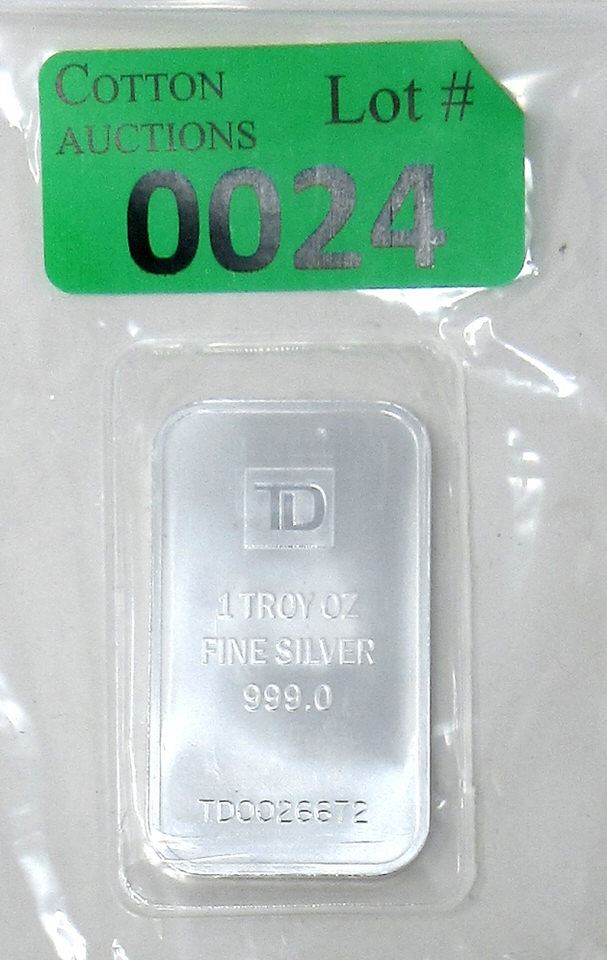 COTTON
AUCTIONS
Lot #
0024
TD
1 TROY OZ
FINE SILVER
999.0
TD0026672